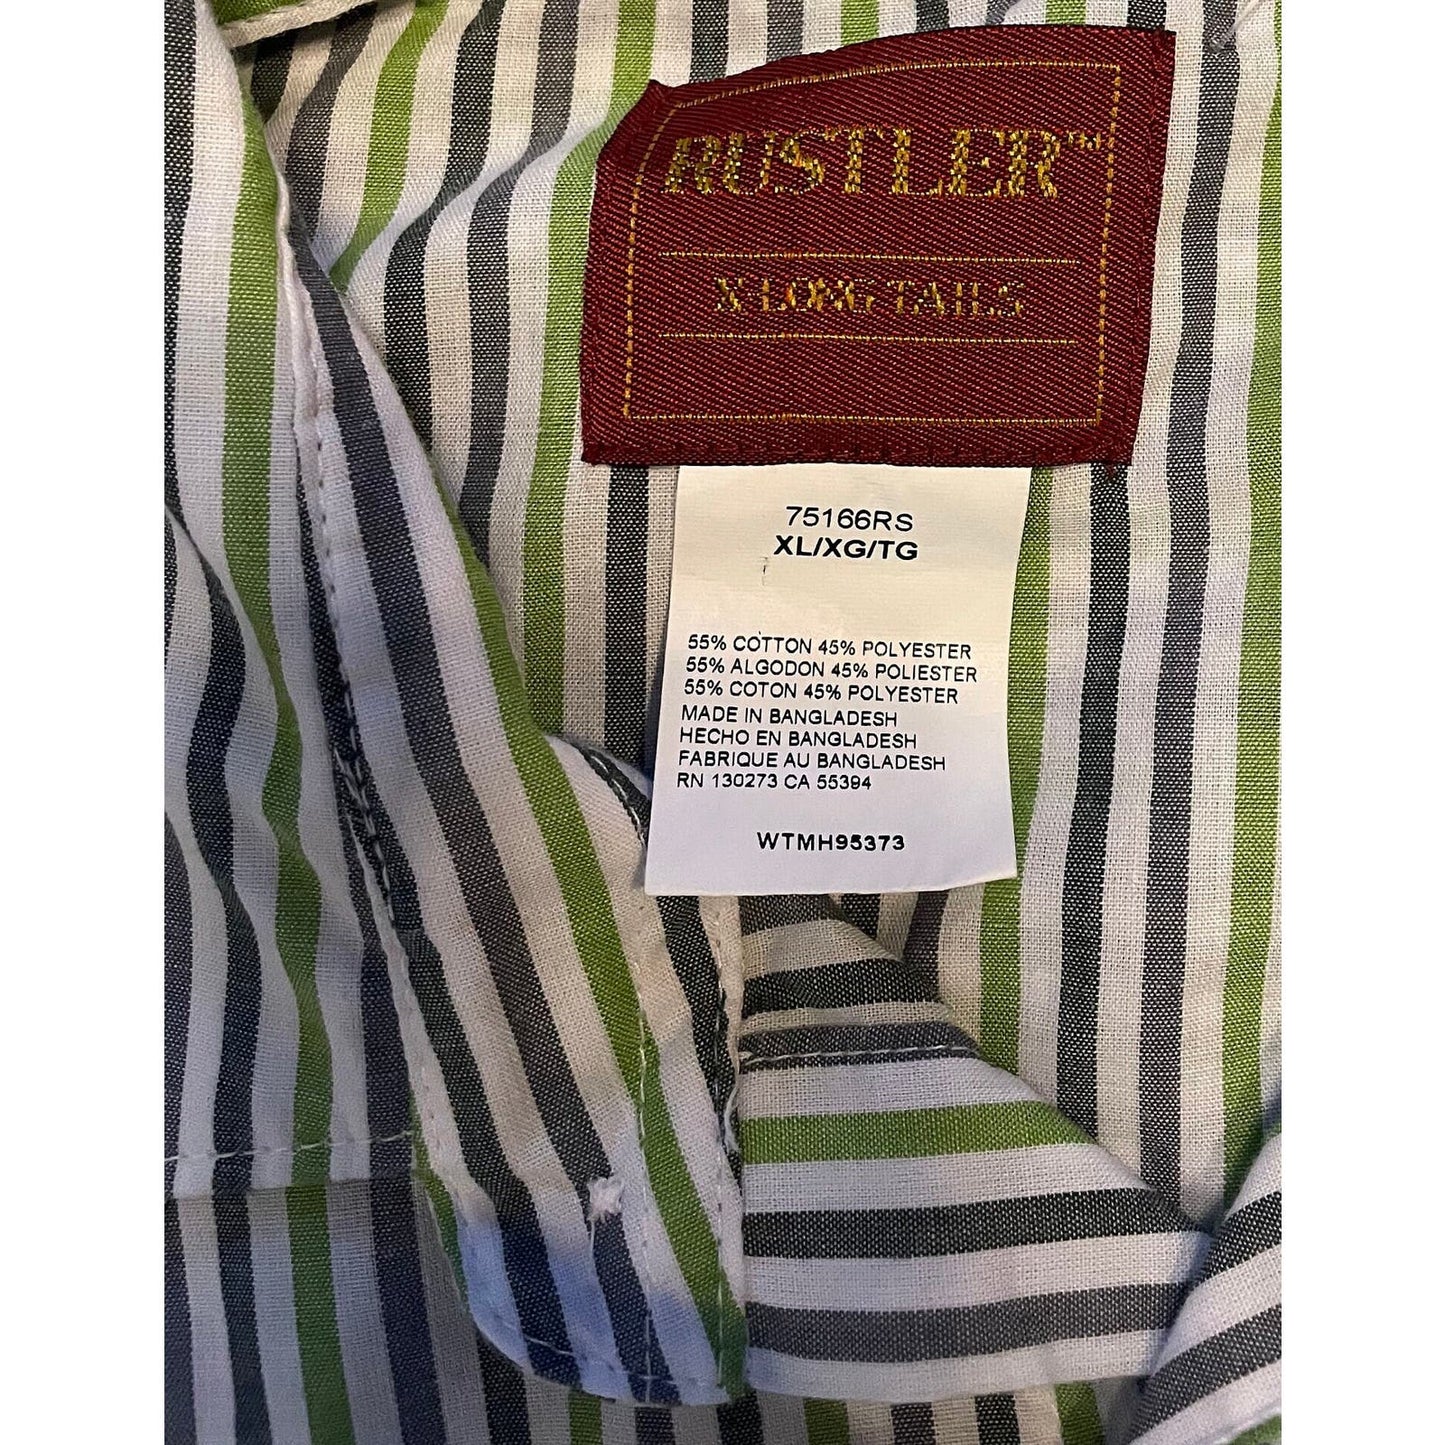 RUSTLER™
X-LONG TAILS
75166RS
XL/XG/TG
55% COTTON 45% POLYESTER
55% ALGODON 45% POLIESTER
55% COTON 45% POLYESTER
MADE IN BANGLADESH
HECHO EN BANGLADESH
FABRIQUE AU BANGLADESH
RN 130273 CA 55394
WTMH95373